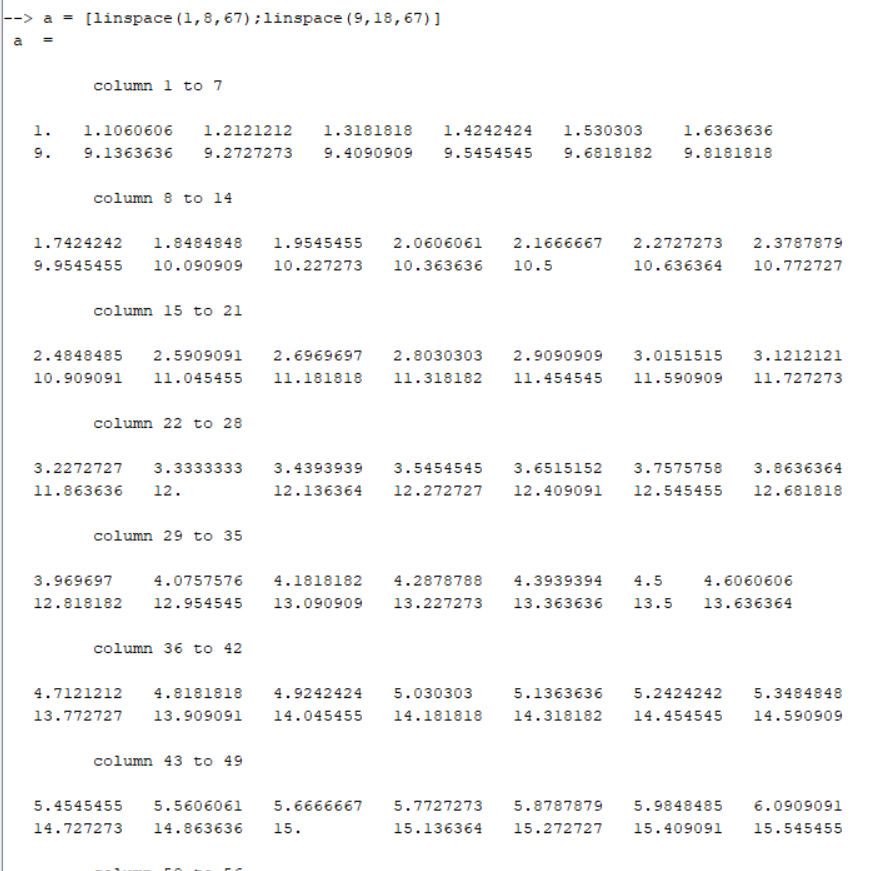 --> a = [linspace(1,8,67);linspace(9,18,67)]
a =
column 1 to 7
1. 1.1060606 1.2121212 1.3181818 1.4242424 1.530303 1.6363636
9. 9.1363636 9.2727273 9.4090909 9.5454545 9.6818182 9.8181818
column 8 to 14
1.7424242 1.8484848 1.9545455 2.0606061 2.1666667 2.2727273 2.3787879
9.9545455 10.090909 10.227273 10.363636 10.5 10.636364 10.772727
column 15 to 21
2.4848485 2.5909091 2.6969697 2.8030303 2.9090909 3.0151515 3.1212121
10.909091 11.045455 11.181818 11.318182 11.454545 11.590909 11.727273
column 22 to 28
3.2272727 3.3333333 3.4393939 3.5454545 3.6515152 3.7575758 3.8636364
11.863636 12. 12.136364 12.272727 12.409091 12.545455 12.681818
column 29 to 35
3.969697 4.0757576 4.1818182 4.2878788 4.3939394 4.5 4.6060606
12.818182 12.954545 13.090909 13.227273 13.363636 13.5 13.636364
column 36 to 42
4.7121212 4.8181818 4.9242424 5.030303 5.1363636 5.2424242 5.3484848
13.772727 13.909091 14.045455 14.181818 14.318182 14.454545 14.590909
column 43 to 49
5.4545455 5.5606061 5.6666667 5.7727273 5.8787879 5.9848485 6.0909091
14.727273 14.863636 15. 15.136364 15.272727 15.409091 15.545455